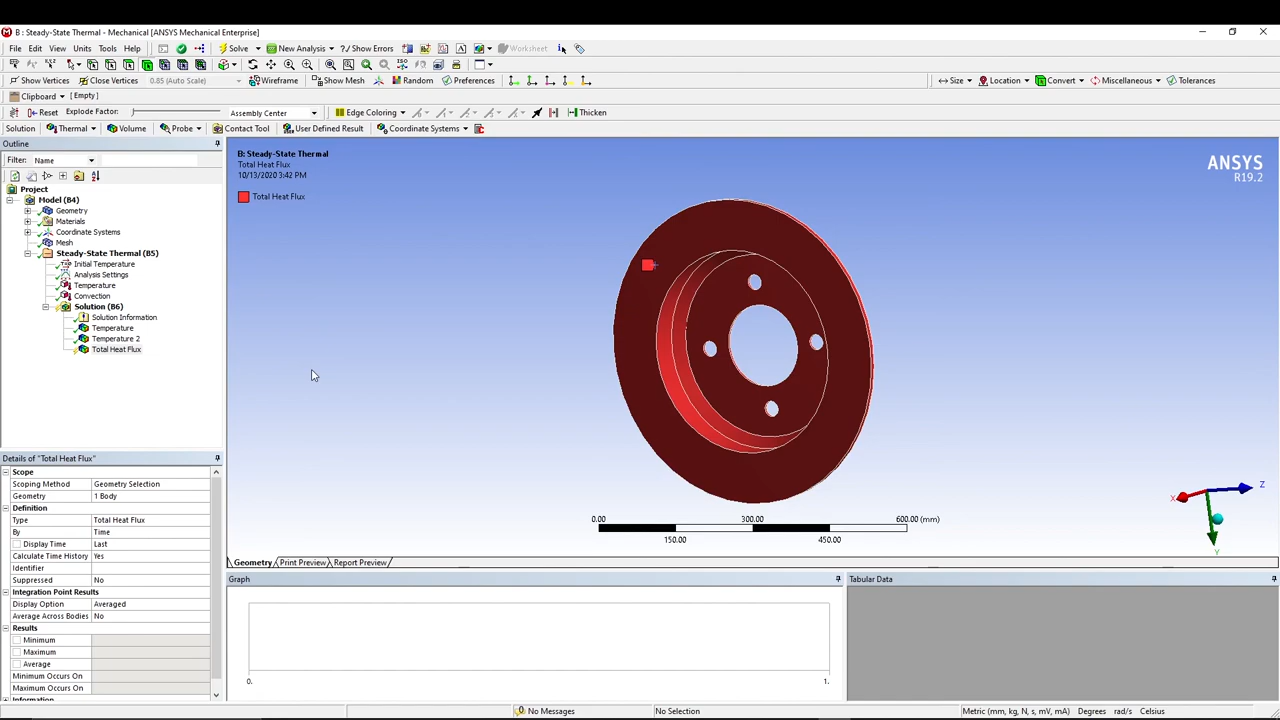 B : Steady-State Thermal - Mechanical [ANSYS Mechanical Enterprise]
File Edit View Units Tools Help Solve New Analysis ? Show Errors Worksheet
Show Vertices Close Vertices 0.85 (Auto Scale) Wireframe Show Mesh Random Preferences Size Location Convert Miscellaneous Tolerances
Clipboard [Empty]
Reset Explode Factor: Assembly Center Edge Coloring Thicken
Solution Thermal Volume Probe Contact Tool User Defined Result Coordinate Systems
Outline
Filter: Name
Project
Model (B4)
Geometry
Materials
Coordinate Systems
Mesh
Steady-State Thermal (B5)
Initial Temperature
Analysis Settings
Temperature
Convection
Solution (B6)
Solution Information
Temperature
Temperature 2
Total Heat Flux
Details of "Total Heat Flux"
Scope
Scoping Method Geometry Selection
Geometry 1 Body
Definition
Type Total Heat Flux
By Time
Display Time Last
Calculate Time History Yes
Identifier
Suppressed No
Integration Point Results
Display Option Averaged
Average Across Bodies No
Results
Minimum
Maximum
Average
Minimum Occurs On
Maximum Occurs On
Information
B: Steady-State Thermal
Total Heat Flux
10/13/2020 3:42 PM
Total Heat Flux
ANSYS
R19.2
0.00 300.00 600.00 (mm)
150.00 450.00
X Z
Y
Geometry Print Preview Report Preview
Graph
0. 1.
Tabular Data
No Messages No Selection Metric (mm, kg, N, s, mV, mA) Degrees rad/s Celsius